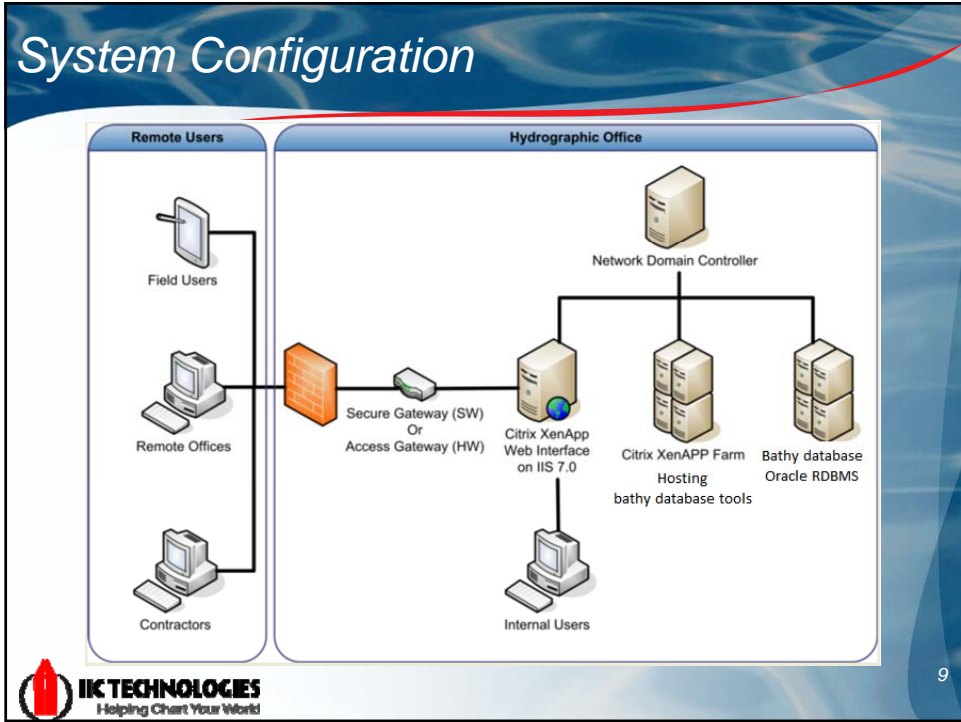 System Configuration
Remote Users
Hydrographic Office
Network Domain Controller
Field Users
Secure Gateway (SW)
Or
Access Gateway (HW)
Remote Offices
Citrix XenApp
Web Interface
on IIS 7.0
Citrix XenAPP Farm
Hosting
bathy database tools
Bathy database
Oracle RDBMS
Contractors
Internal Users
IIC TECHNOLOGIES
Helping Chart Your World
9